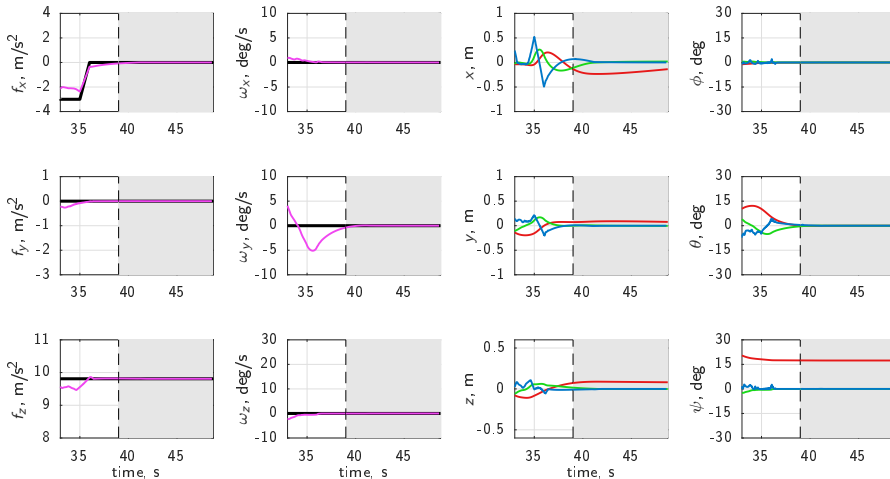 f_x, m/s²
4
2
0
-2
-4
35 40 45
ω_x, deg/s
10
5
0
-5
-10
35 40 45
x, m
1
0.5
0
-0.5
-1
35 40 45
ϕ, deg
30
15
0
-15
-30
35 40 45
f_y, m/s²
1
0
-1
-2
-3
35 40 45
ω_y, deg/s
10
5
0
-5
-10
35 40 45
y, m
1
0.5
0
-0.5
-1
35 40 45
θ, deg
30
15
0
-15
-30
35 40 45
f_z, m/s²
11
10
9
8
35 40 45
time, s
ω_z, deg/s
30
20
10
0
-10
35 40 45
time, s
z, m
0.5
0
-0.5
35 40 45
time, s
ψ, deg
30
15
0
-15
-30
35 40 45
time, s